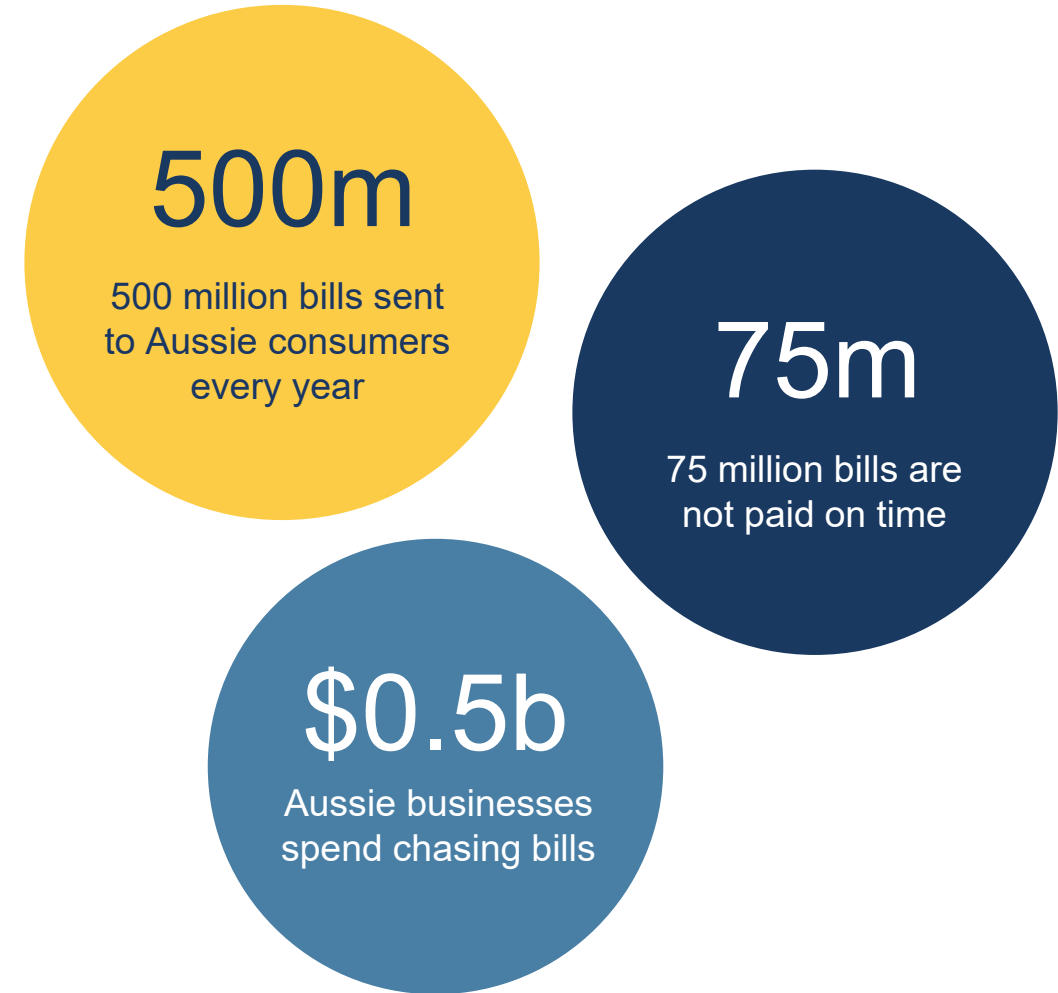 500m
500 million bills sent
to Aussie consumers
every year
75m
75 million bills are
not paid on time
$0.5b
Aussie businesses
spend chasing bills